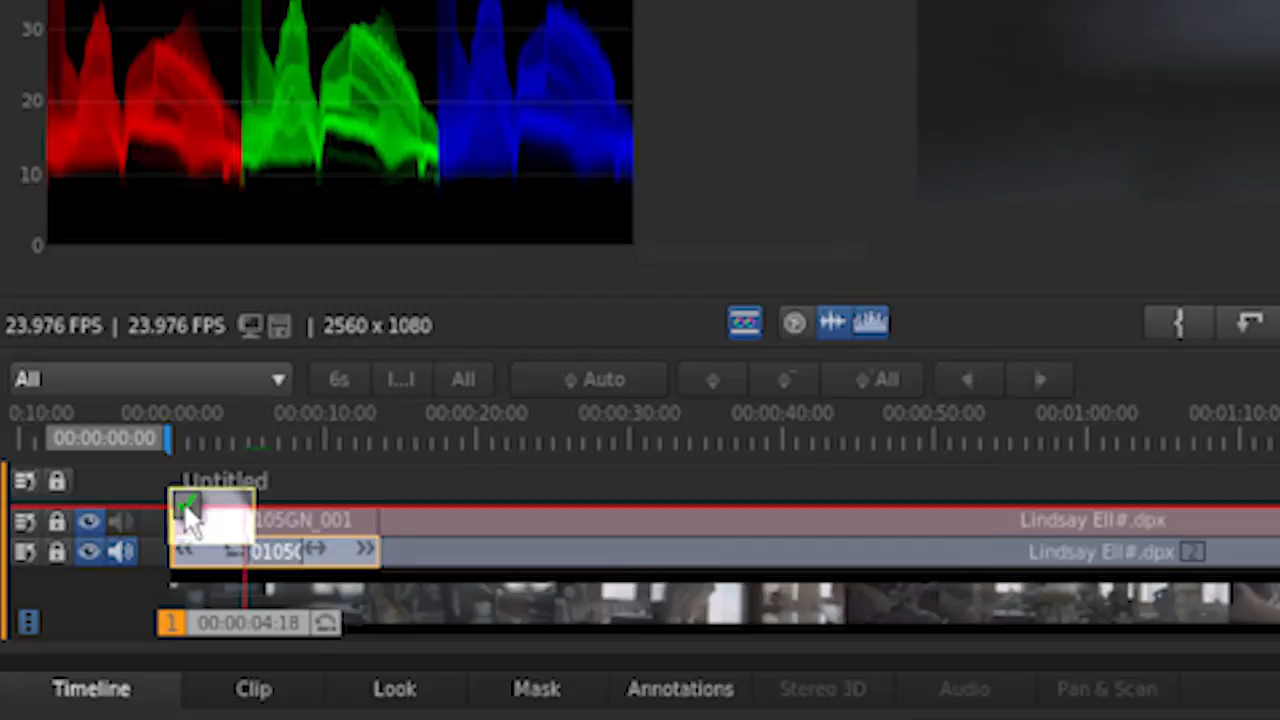 30
20
10
0
23.976 FPS | 23.976 FPS | 2560 x 1080
All 6s I...I All Auto All
0:10:00 00:00:00:00 00:00:10:00 00:00:20:00 00:00:30:00 00:00:40:00 00:00:50:00 00:01:00:00 00:01:10:0
00:00:00:00
Untitled
105GN_001 Lindsay Ell#.dpx
0105 Lindsay Ell#.dpx
1 00:00:04:18
Timeline Clip Look Mask Annotations Stereo 3D Audio Pan & Scan